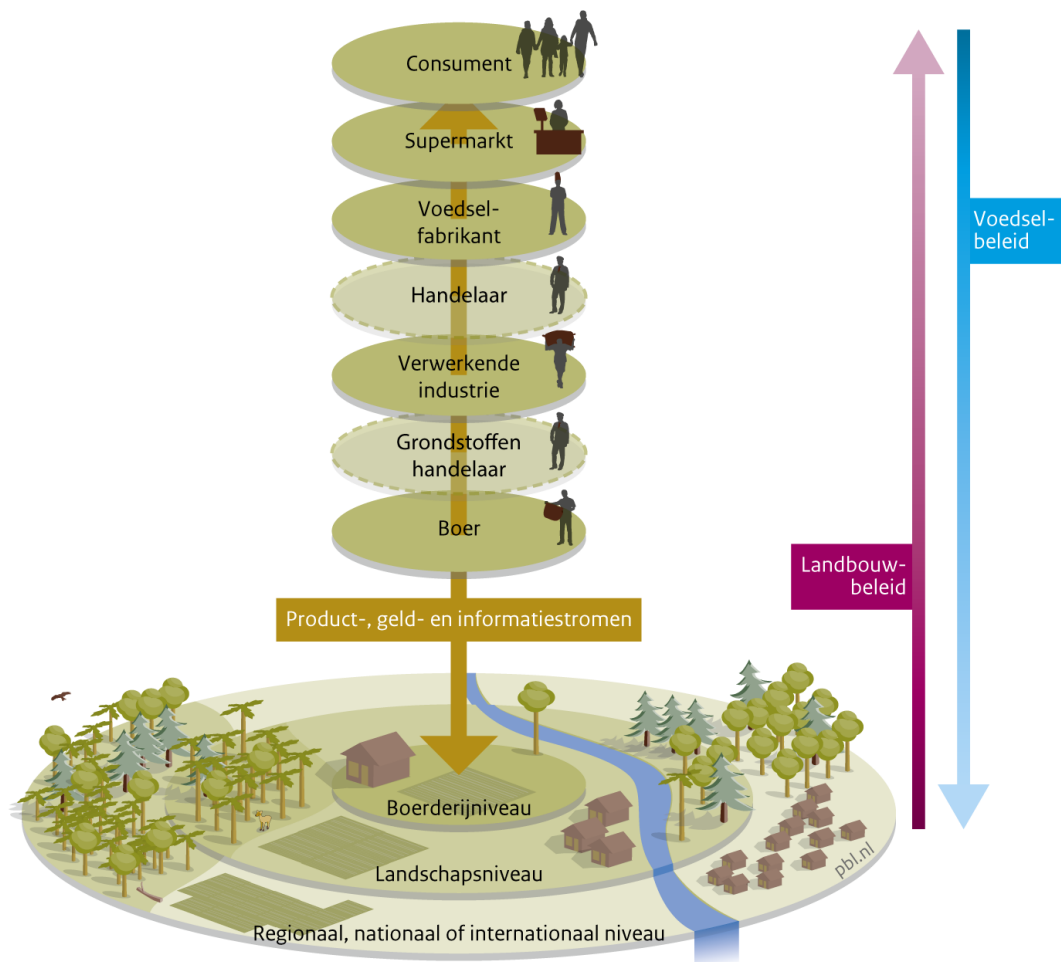 Consument
Supermarkt
Voedsel-
fabrikant
Handelaar
Verwerkende
industrie
Grondstoffen
handelaar
Boer
Product-, geld- en informatiestromen
Voedsel-
beleid
Landbouw-
beleid
Boerderijniveau
Landschapsniveau
Regionaal, nationaal of internationaal niveau
pbl.nl